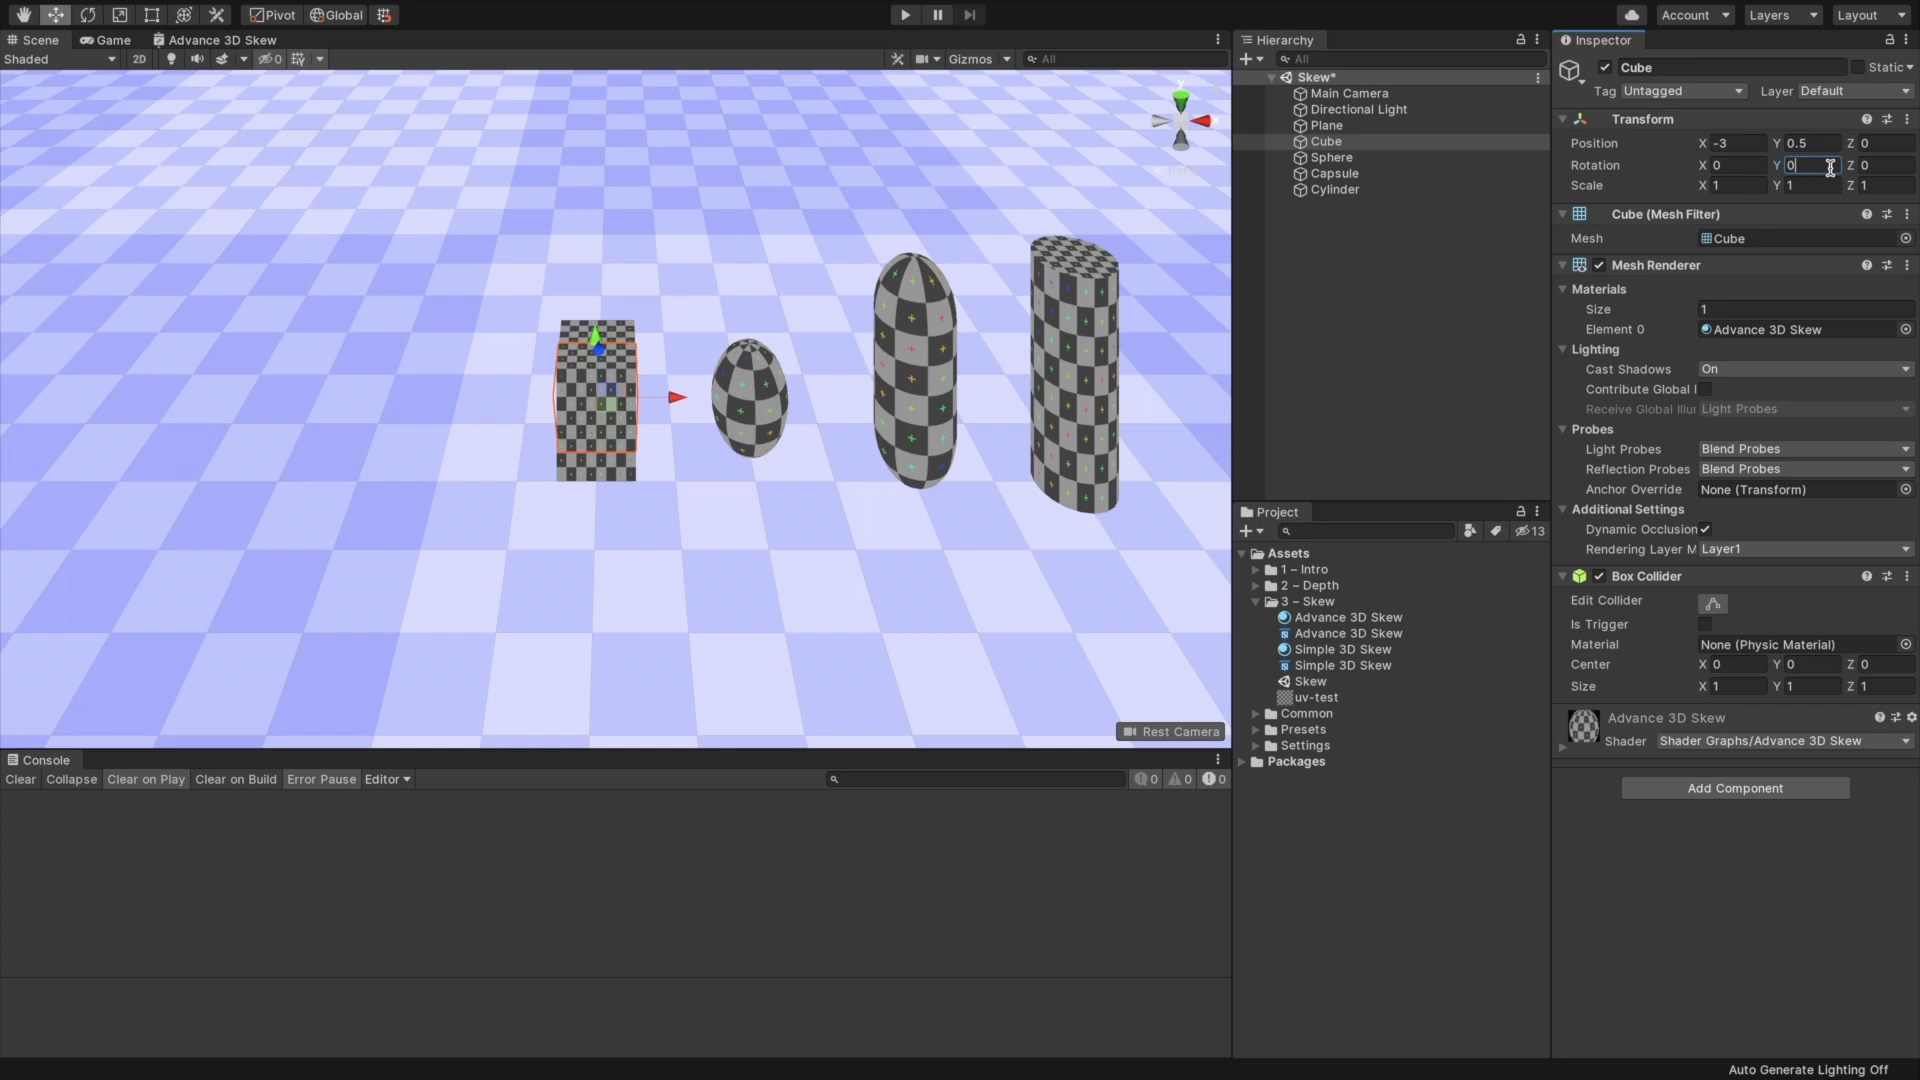 Pivot Global Account Layers Layout
Scene Game Advance 3D Skew
Shaded 2D 0 Gizmos All
Rest Camera
Console
Clear Collapse Clear on Play Clear on Build Error Pause Editor 0 0 0
Hierarchy
All
Skew*
Main Camera
Directional Light
Plane
Cube
Sphere
Capsule
Cylinder
Project
13
Assets
1 – Intro
2 – Depth
3 – Skew
Advance 3D Skew
Advance 3D Skew
Simple 3D Skew
Simple 3D Skew
Skew
uv-test
Common
Presets
Settings
Packages
Inspector
Cube Static
Tag Untagged Layer Default
Transform
Position X -3 Y 0.5 Z 0
Rotation X 0 Y 0 Z 0
Scale X 1 Y 1 Z 1
Cube (Mesh Filter)
Mesh Cube
Mesh Renderer
Materials
Size 1
Element 0 Advance 3D Skew
Lighting
Cast Shadows On
Contribute Global I
Receive Global Illur Light Probes
Probes
Light Probes Blend Probes
Reflection Probes Blend Probes
Anchor Override None (Transform)
Additional Settings
Dynamic Occlusion
Rendering Layer M Layer1
Box Collider
Edit Collider
Is Trigger
Material None (Physic Material)
Center X 0 Y 0 Z 0
Size X 1 Y 1 Z 1
Advance 3D Skew
Shader Shader Graphs/Advance 3D Skew
Add Component
Auto Generate Lighting Off